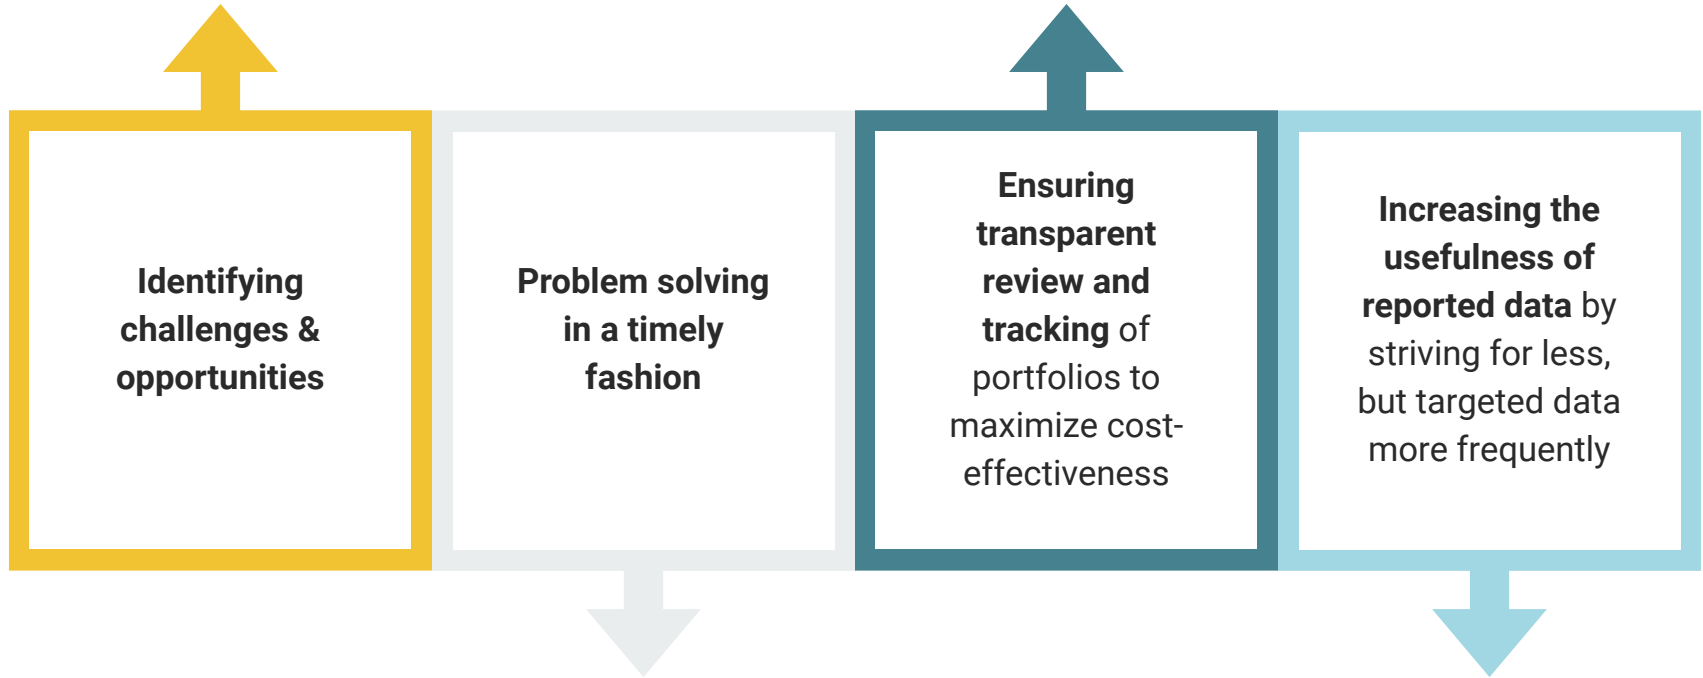 Identifying
challenges &
opportunities
Problem solving
in a timely
fashion
Ensuring
transparent
review and
tracking of
portfolios to
maximize cost-
effectiveness
Increasing the
usefulness of
reported data by
striving for less,
but targeted data
more frequently